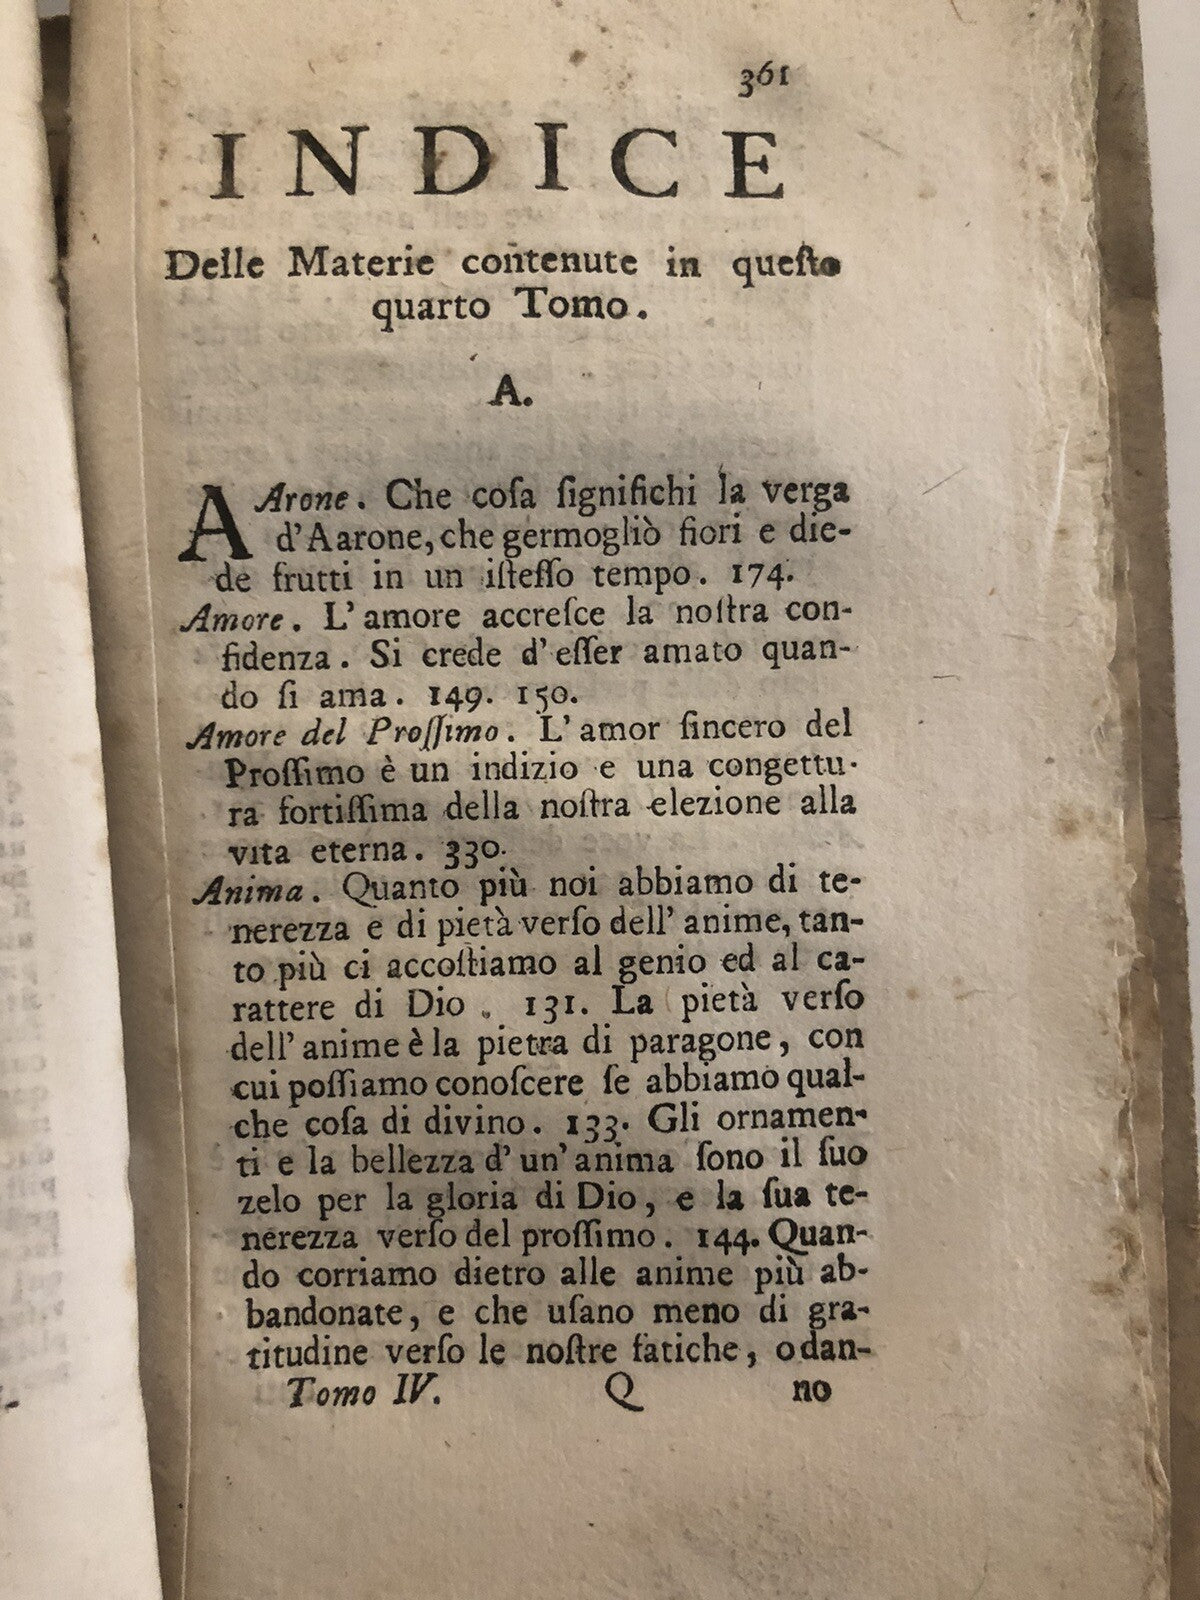 361
INDICE
Delle Materie contenute in queſto
quarto Tomo.
A.
AArone. Che coſa ſignifichi la verga
d'Aarone, che germogliò fiori e die-
de frutti in un iſteſſo tempo. 174.
Amore. L'amore accreſce la noſtra con-
fidenza. Si crede d'eſſer amato quan-
do ſi ama. 149. 150.
Amore del Proſſimo. L'amor ſincero del
Proſſimo è un indizio e una congettu-
ra fortiſſima della noſtra elezione alla
vita eterna. 330.
Anima. Quanto più noi abbiamo di te-
nerezza e di pietà verſo dell'anime, tan-
to più ci accoſtiamo al genio ed al ca-
rattere di Dio. 131. La pietà verſo
dell'anime è la pietra di paragone, con
cui poſſiamo conoſcere ſe abbiamo qual-
che coſa di divino. 133. Gli ornamen-
ti e la bellezza d'un'anima ſono il ſuo
zelo per la gloria di Dio, e la ſua te-
nerezza verſo del proſſimo. 144. Quan-
do corriamo dietro alle anime più ab-
bandonate, e che uſano meno di gra-
titudine verſo le noſtre fatiche, o dan-
Tomo IV. Q no